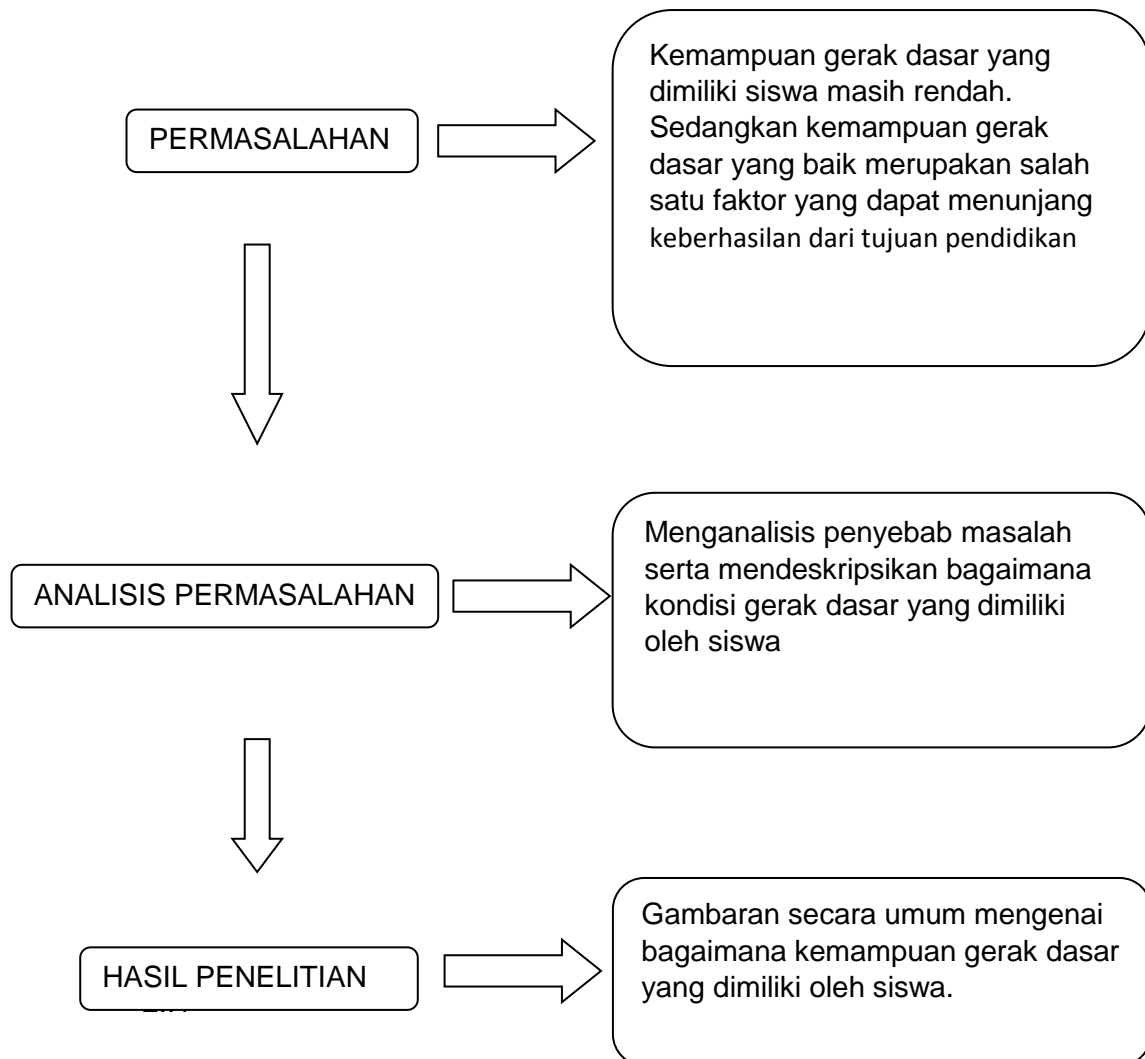 PERMASALAHAN
Kemampuan gerak dasar yang
dimiliki siswa masih rendah.
Sedangkan kemampuan gerak
dasar yang baik merupakan salah
satu faktor yang dapat menunjang
keberhasilan dari tujuan pendidikan
ANALISIS PERMASALAHAN
Menganalisis penyebab masalah
serta mendeskripsikan bagaimana
kondisi gerak dasar yang dimiliki
oleh siswa
HASIL PENELITIAN
Gambaran secara umum mengenai
bagaimana kemampuan gerak dasar
yang dimiliki oleh siswa.